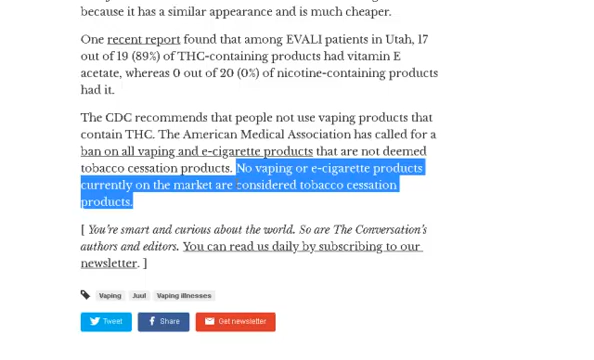 because it has a similar appearance and is much cheaper.
One recent report found that among EVALI patients in Utah, 17
out of 19 (89%) of THC-containing products had vitamin E
acetate, whereas 0 out of 20 (0%) of nicotine-containing products
had it.
The CDC recommends that people not use vaping products that
contain THC. The American Medical Association has called for a
ban on all vaping and e-cigarette products that are not deemed
tobacco cessation products. No vaping or e-cigarette products
currently on the market are considered tobacco cessation
products.
[ You're smart and curious about the world. So are The Conversation's
authors and editors. You can read us daily by subscribing to our
newsletter. ]
Vaping Juul Vaping illnesses
Tweet Share Get newsletter